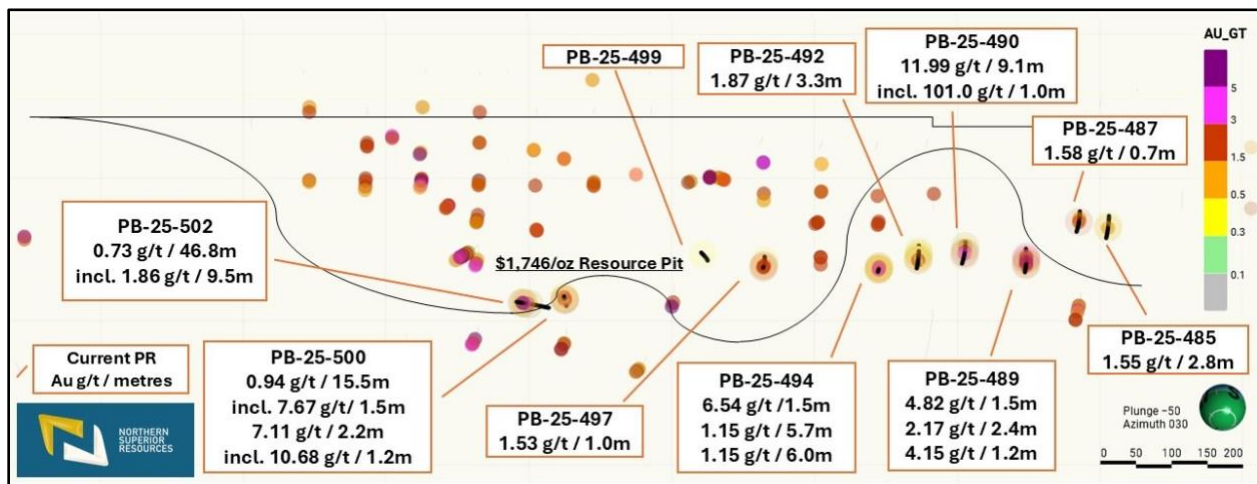 PB-25-499
PB-25-492
1.87 g/t / 3.3m
PB-25-490
11.99 g/t / 9.1m
incl. 101.0 g/t / 1.0m
AU_GT
5
3
1.5
0.5
0.3
0.1
PB-25-487
1.58 g/t / 0.7m
PB-25-502
0.73 g/t / 46.8m
incl. 1.86 g/t / 9.5m
$1,746/oz Resource Pit
Current PR
Au g/t / metres
NORTHERN
SUPERIOR
RESOURCES
PB-25-500
0.94 g/t / 15.5m
incl. 7.67 g/t/ 1.5m
7.11 g/t / 2.2m
incl. 10.68 g/t / 1.2m
PB-25-497
1.53 g/t / 1.0m
PB-25-494
6.54 g/t /1.5m
1.15 g/t / 5.7m
1.15 g/t / 6.0m
PB-25-489
4.82 g/t / 1.5m
2.17 g/t / 2.4m
4.15 g/t / 1.2m
PB-25-485
1.55 g/t / 2.8m
Plunge -50
Azimuth 030
0 50 100 150 200